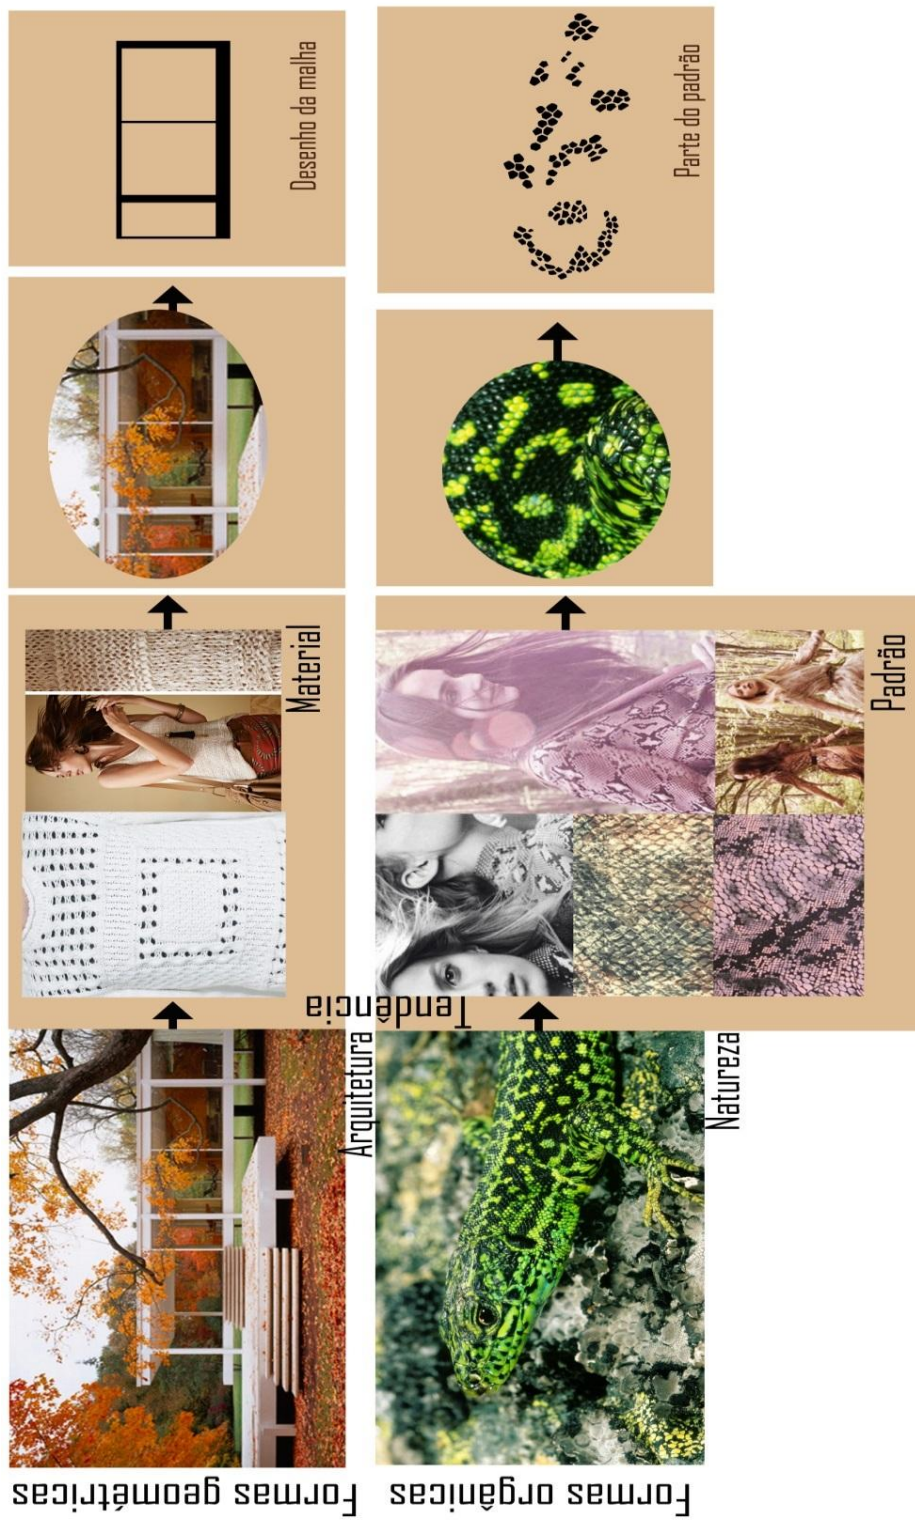 Formas geométricas
Arquitetura
Tendência
Material
Desenho da malha
Formas orgânicas
Natureza
Padrão
Parte do padrão